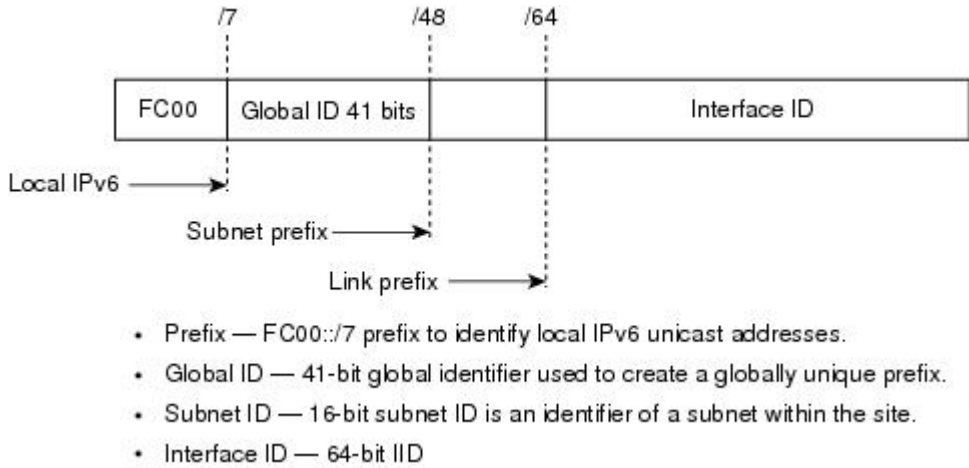 /7 /48 /64
FC00 Global ID 41 bits Interface ID
Local IPv6
Subnet prefix
Link prefix
• Prefix — FC00::/7 prefix to identify local IPv6 unicast addresses.
• Global ID — 41-bit global identifier used to create a globally unique prefix.
• Subnet ID — 16-bit subnet ID is an identifier of a subnet within the site.
• Interface ID — 64-bit IID